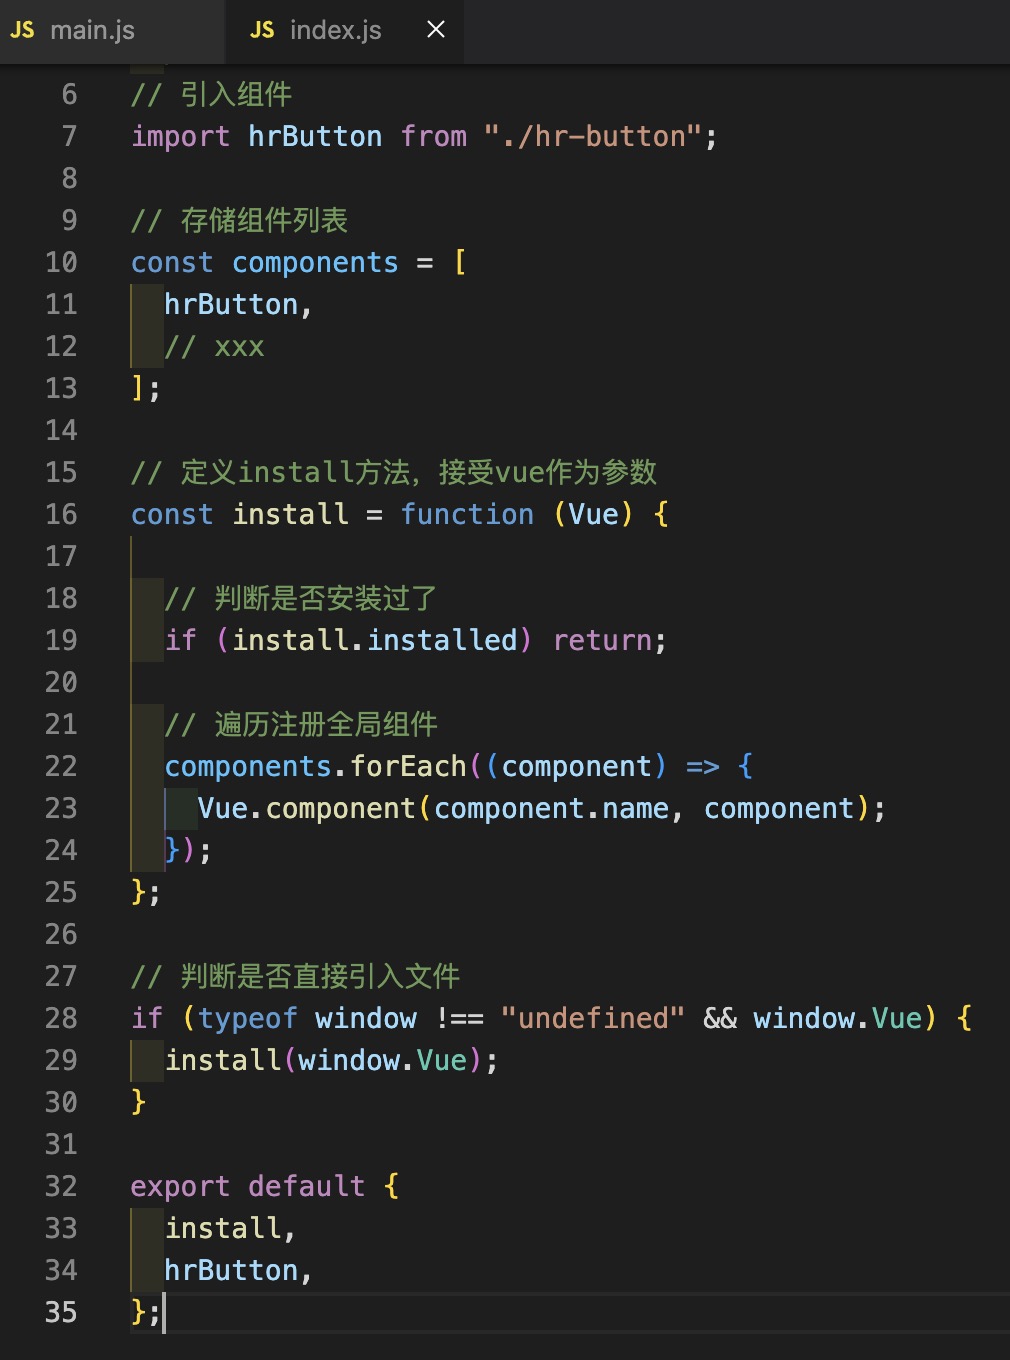 JS main.js JS index.js ×
6 // 引入组件
7 import hrButton from "./hr-button";
8
9 // 存储组件列表
10 const components = [
11 hrButton,
12 // xxx
13 ];
14
15 // 定义install方法，接受vue作为参数
16 const install = function (Vue) {
17
18 // 判断是否安装过了
19 if (install.installed) return;
20
21 // 遍历注册全局组件
22 components.forEach((component) => {
23 Vue.component(component.name, component);
24 });
25 };
26
27 // 判断是否直接引入文件
28 if (typeof window !== "undefined" && window.Vue) {
29 install(window.Vue);
30 }
31
32 export default {
33 install,
34 hrButton,
35 };